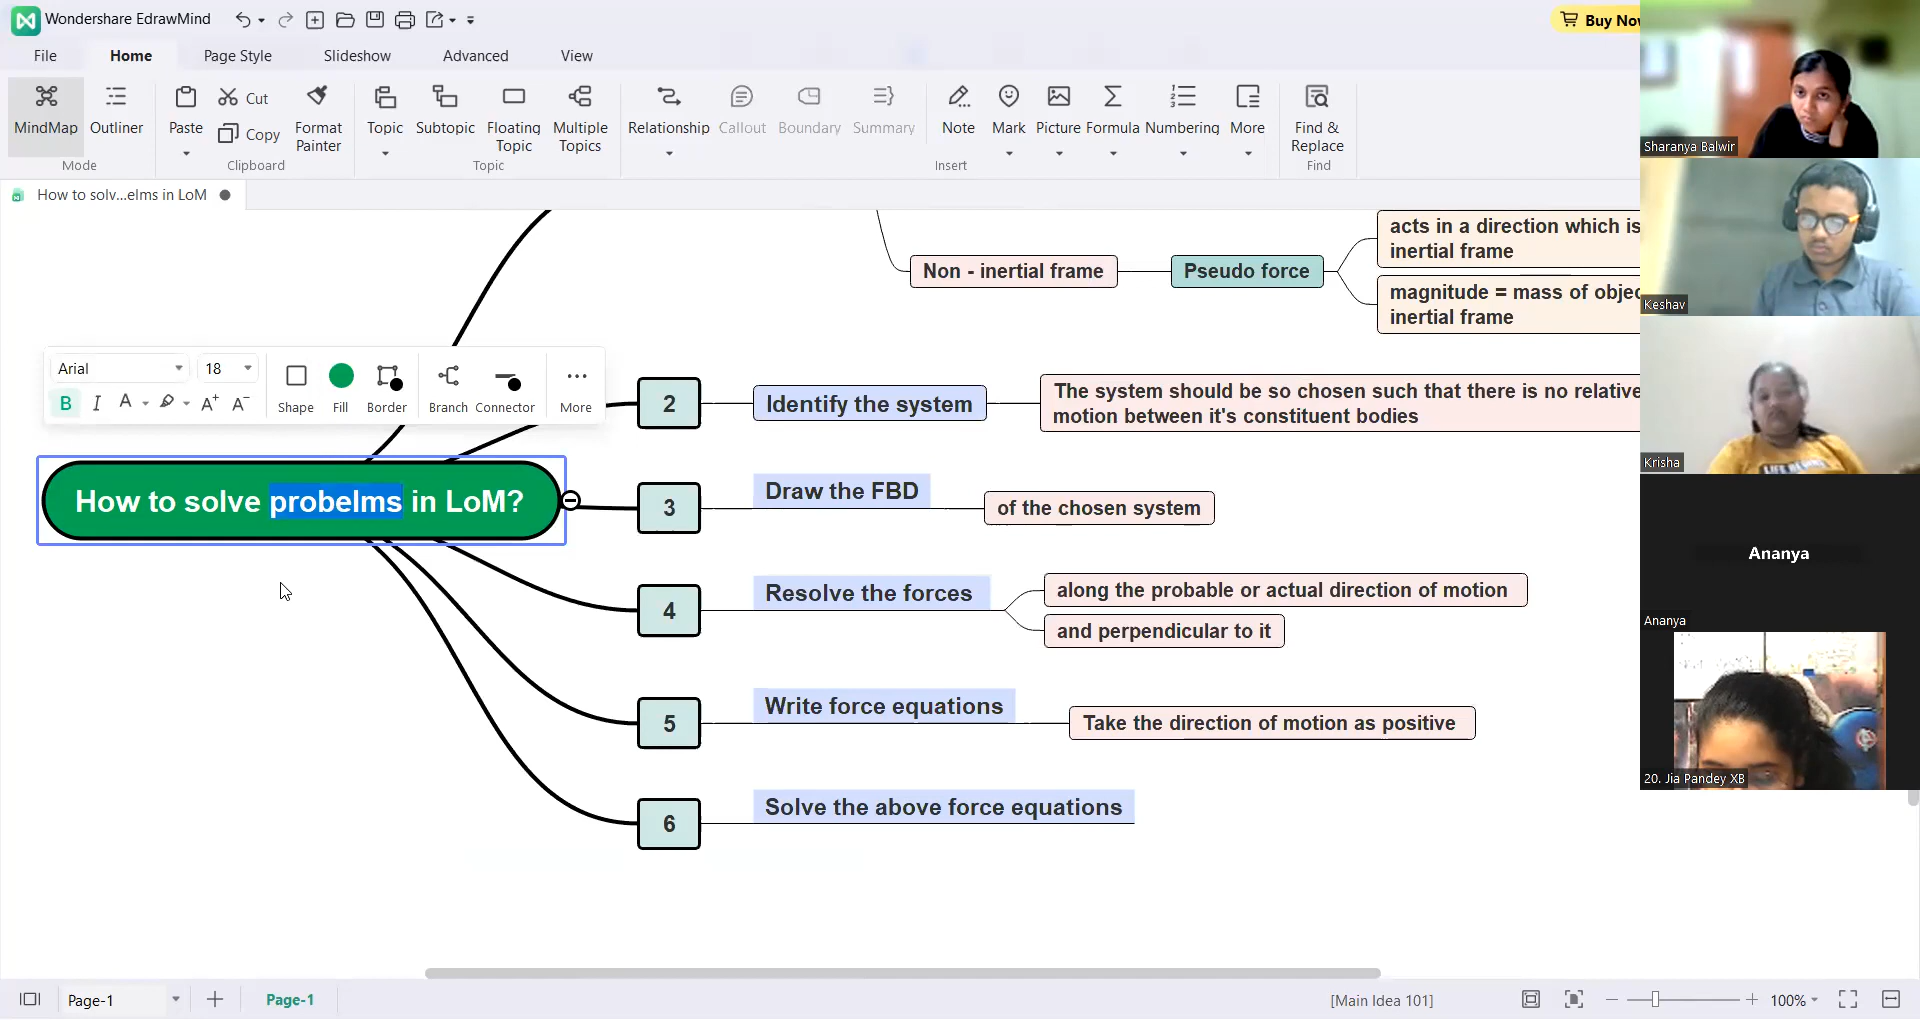 Wondershare EdrawMind
Buy Now
File
Home
Page Style
Slideshow
Advanced
View
MindMap
Outliner
Mode
Paste
Cut
Copy
Format
Painter
Clipboard
Topic
Subtopic
Floating
Topic
Multiple
Topics
Topic
Relationship
Callout
Boundary
Summary
Note
Mark
Picture
Formula
Numbering
More
Insert
Find &
Replace
Find
How to solv...elms in LoM
acts in a direction which is
inertial frame
Non - inertial frame
Pseudo force
magnitude = mass of objec
inertial frame
Arial
18
B
I
A
A+
A-
Shape
Fill
Border
Branch
Connector
More
2
Identify the system
The system should be so chosen such that there is no relative
motion between it's constituent bodies
How to solve probelms in LoM?
3
Draw the FBD
of the chosen system
4
Resolve the forces
along the probable or actual direction of motion
and perpendicular to it
5
Write force equations
Take the direction of motion as positive
6
Solve the above force equations
Sharanya Balwir
Keshav
Krisha
Ananya
Ananya
20. Jia Pandey XB
Page-1
Page-1
[Main Idea 101]
100%